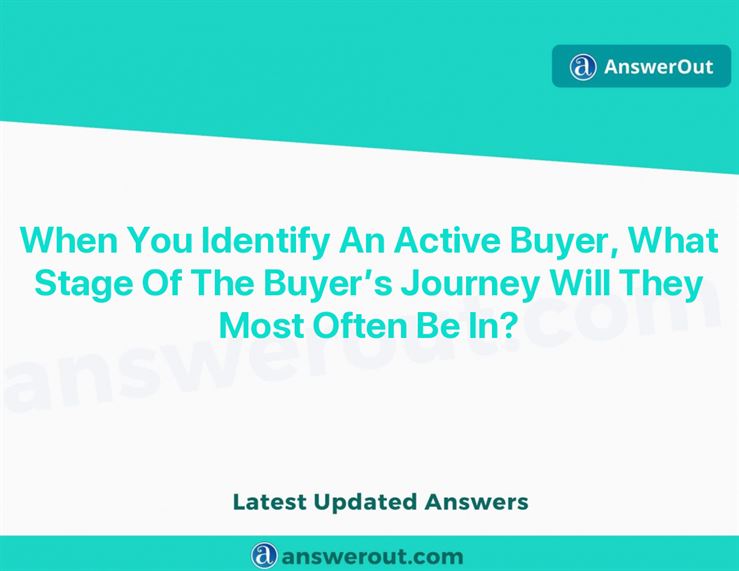 AnswerOut
When You Identify An Active Buyer, What
Stage Of The Buyer’s Journey Will They
Most Often Be In?
answerout.com
Latest Updated Answers
answerout.com